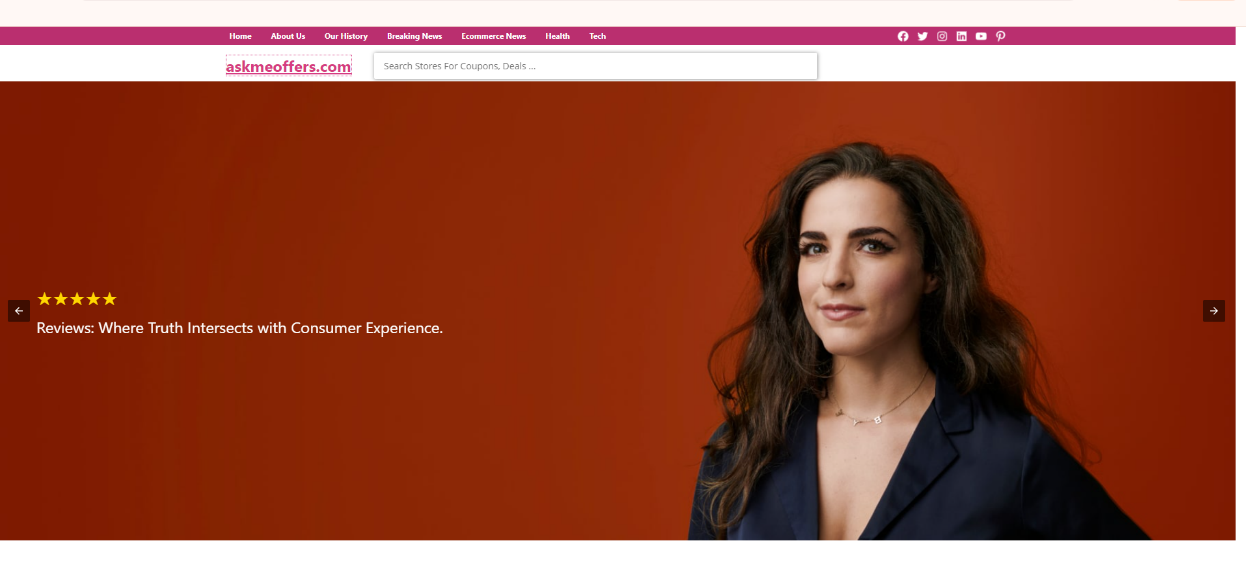 Home About Us Our History Breaking News Ecommerce News Health Tech
askmeoffers.com Search Stores For Coupons, Deals ...
Reviews: Where Truth Intersects with Consumer Experience.
B